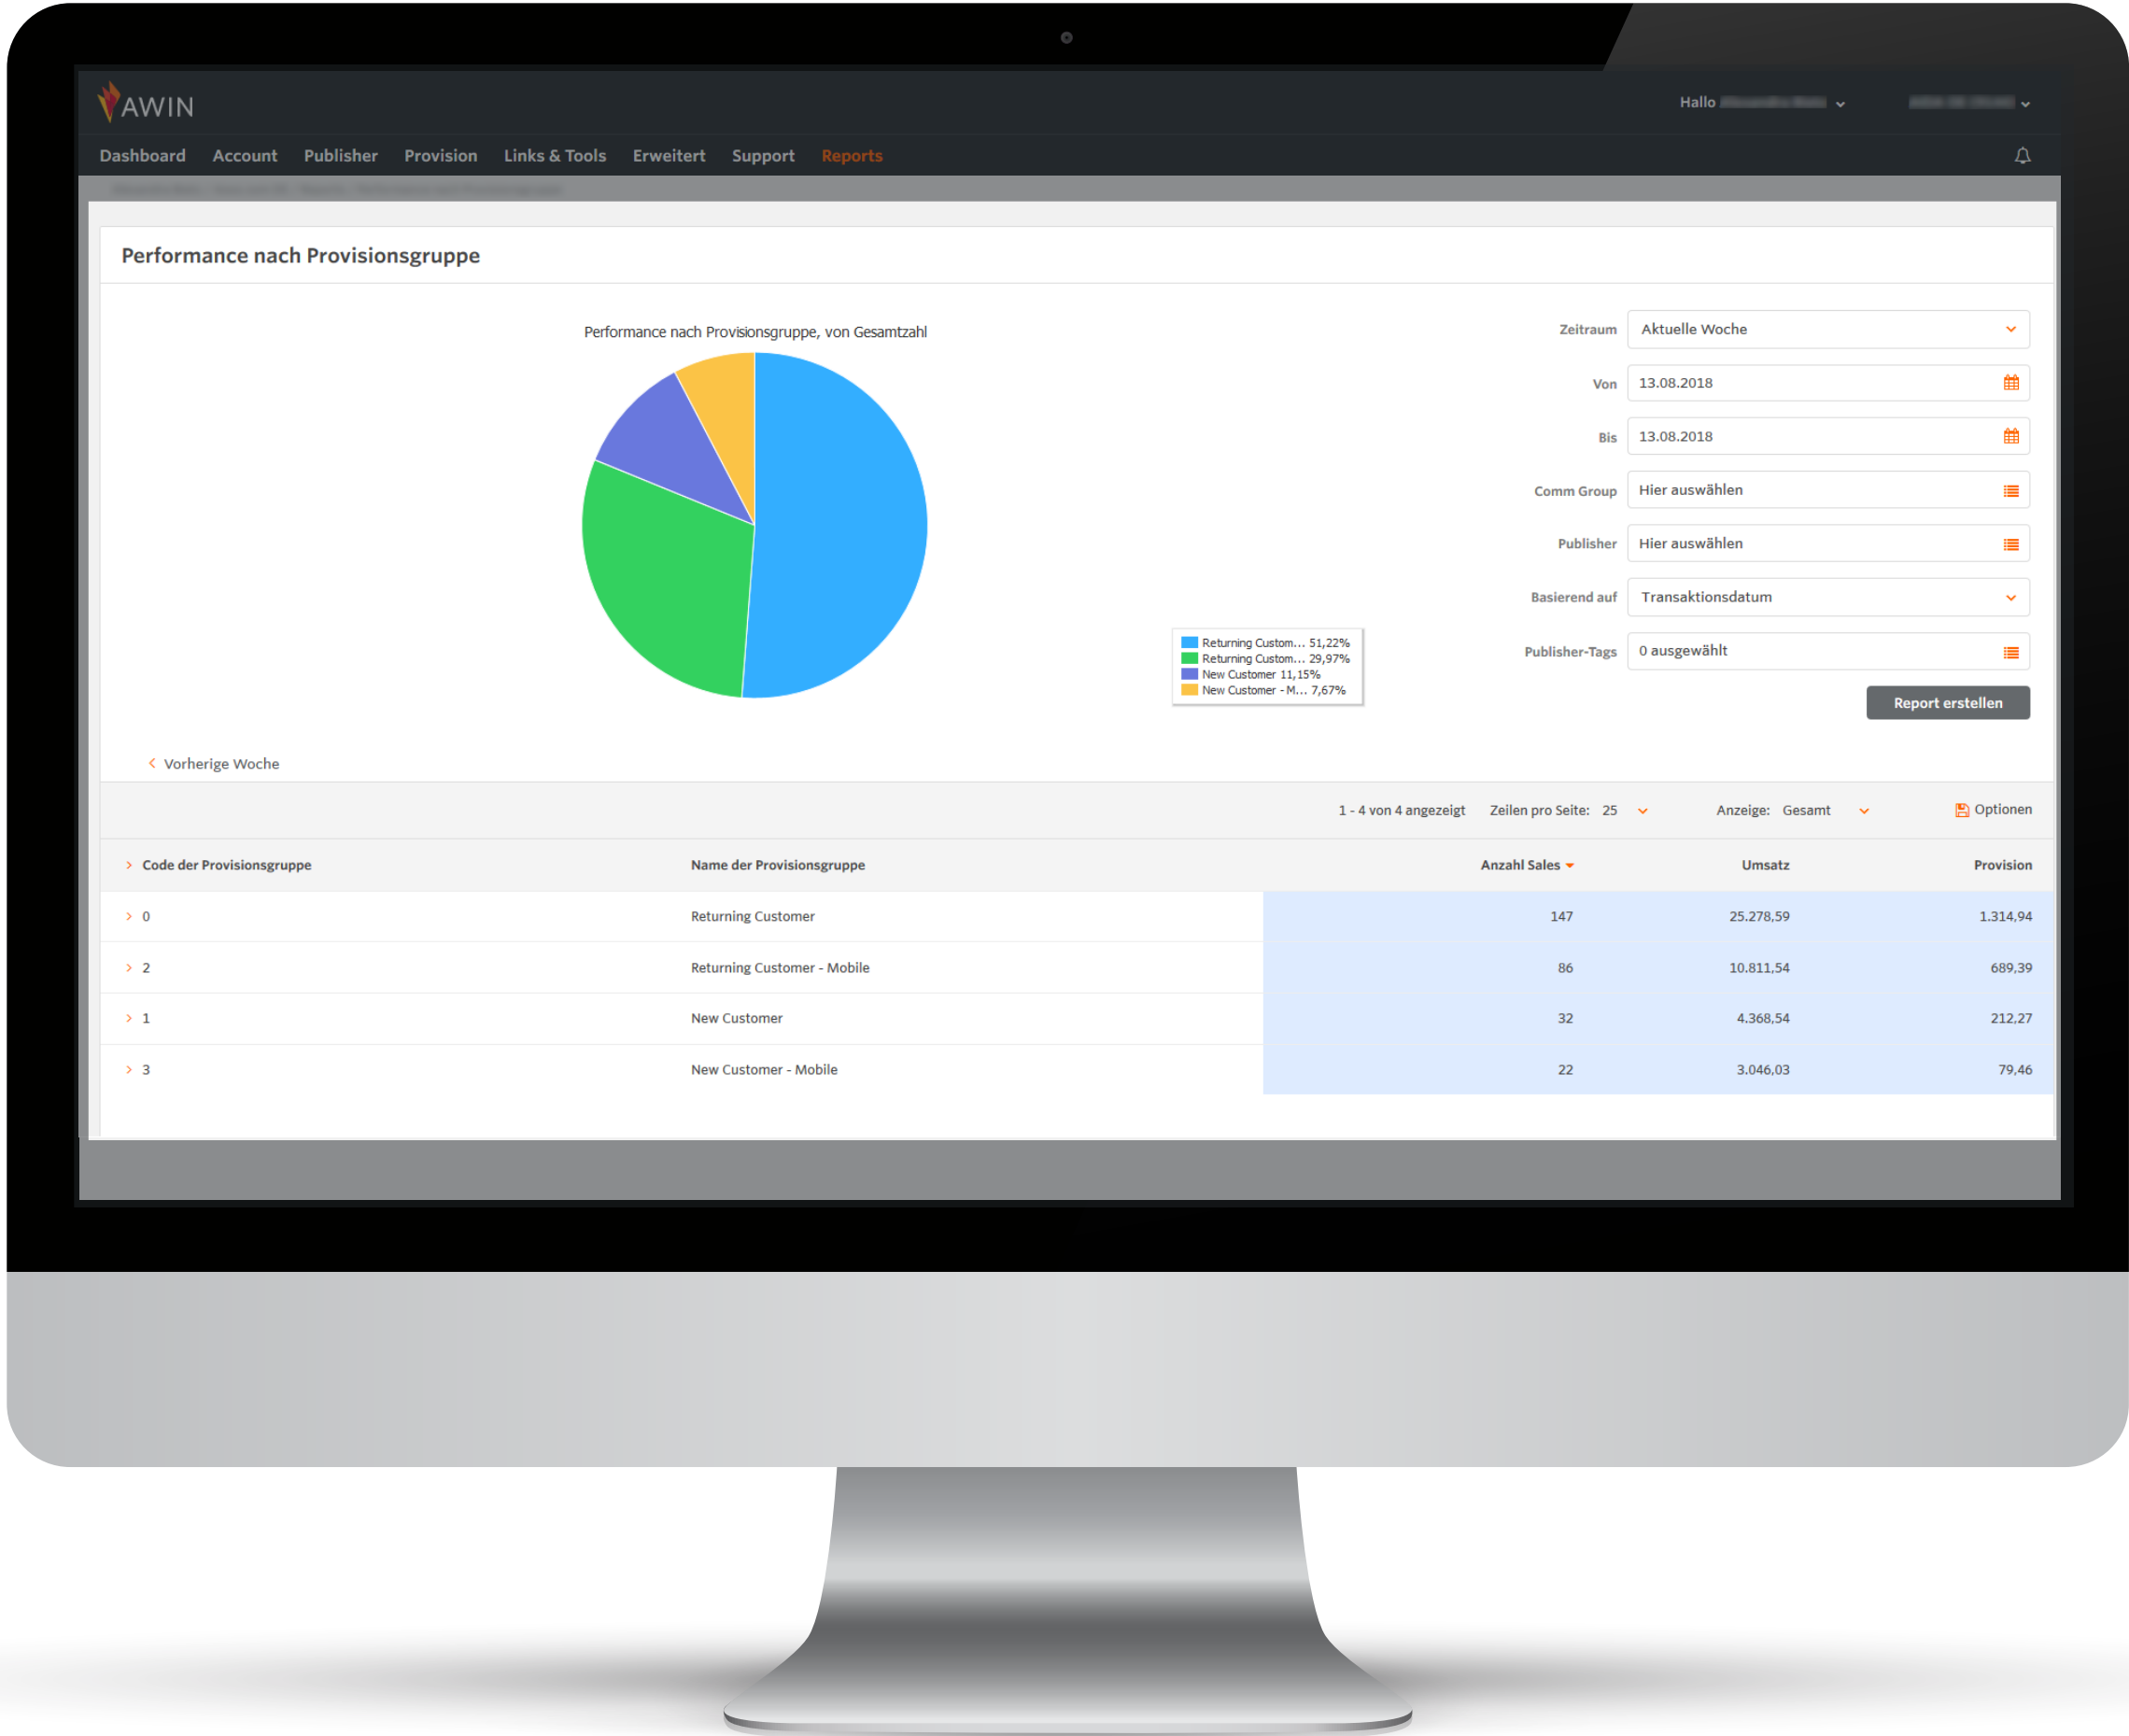 AWIN
Hallo
Dashboard Account Publisher Provision Links & Tools Erweitert Support Reports
Performance nach Provisionsgruppe
Performance nach Provisionsgruppe, von Gesamtzahl
Returning Custom... 51,22%
Returning Custom... 29,97%
New Customer 11,15%
New Customer - M... 7,67%
Zeitraum Aktuelle Woche
Von 13.08.2018
Bis 13.08.2018
Comm Group Hier auswählen
Publisher Hier auswählen
Basierend auf Transaktionsdatum
Publisher-Tags 0 ausgewählt
Report erstellen
Vorherige Woche
1 - 4 von 4 angezeigt Zeilen pro Seite: 25 Anzeige: Gesamt Optionen
Code der Provisionsgruppe Name der Provisionsgruppe Anzahl Sales Umsatz Provision
0 Returning Customer 147 25.278,59 1.314,94
2 Returning Customer - Mobile 86 10.811,54 689,39
1 New Customer 32 4.368,54 212,27
3 New Customer - Mobile 22 3.046,03 79,46